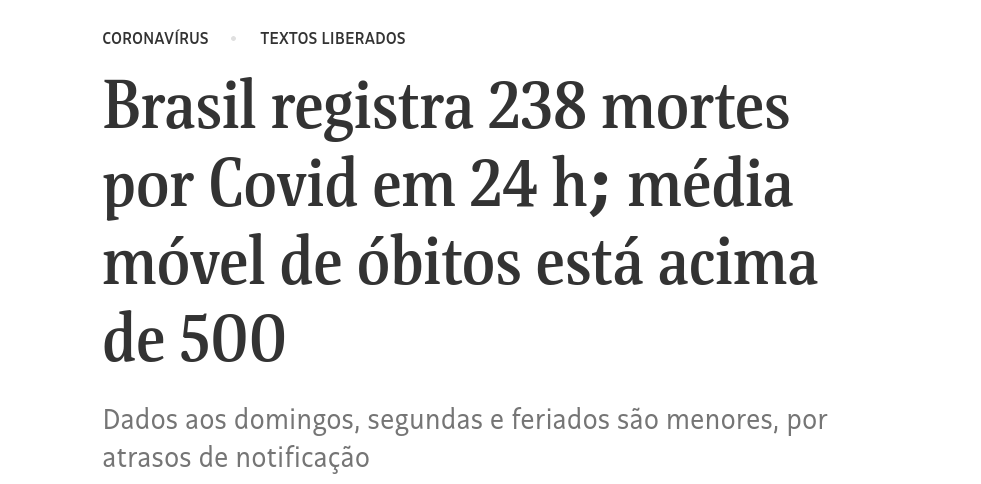 CORONAVÍRUS • TEXTOS LIBERADOS
Brasil registra 238 mortes
por Covid em 24 h; média
móvel de óbitos está acima
de 500
Dados aos domingos, segundas e feriados são menores, por
atrasos de notificação